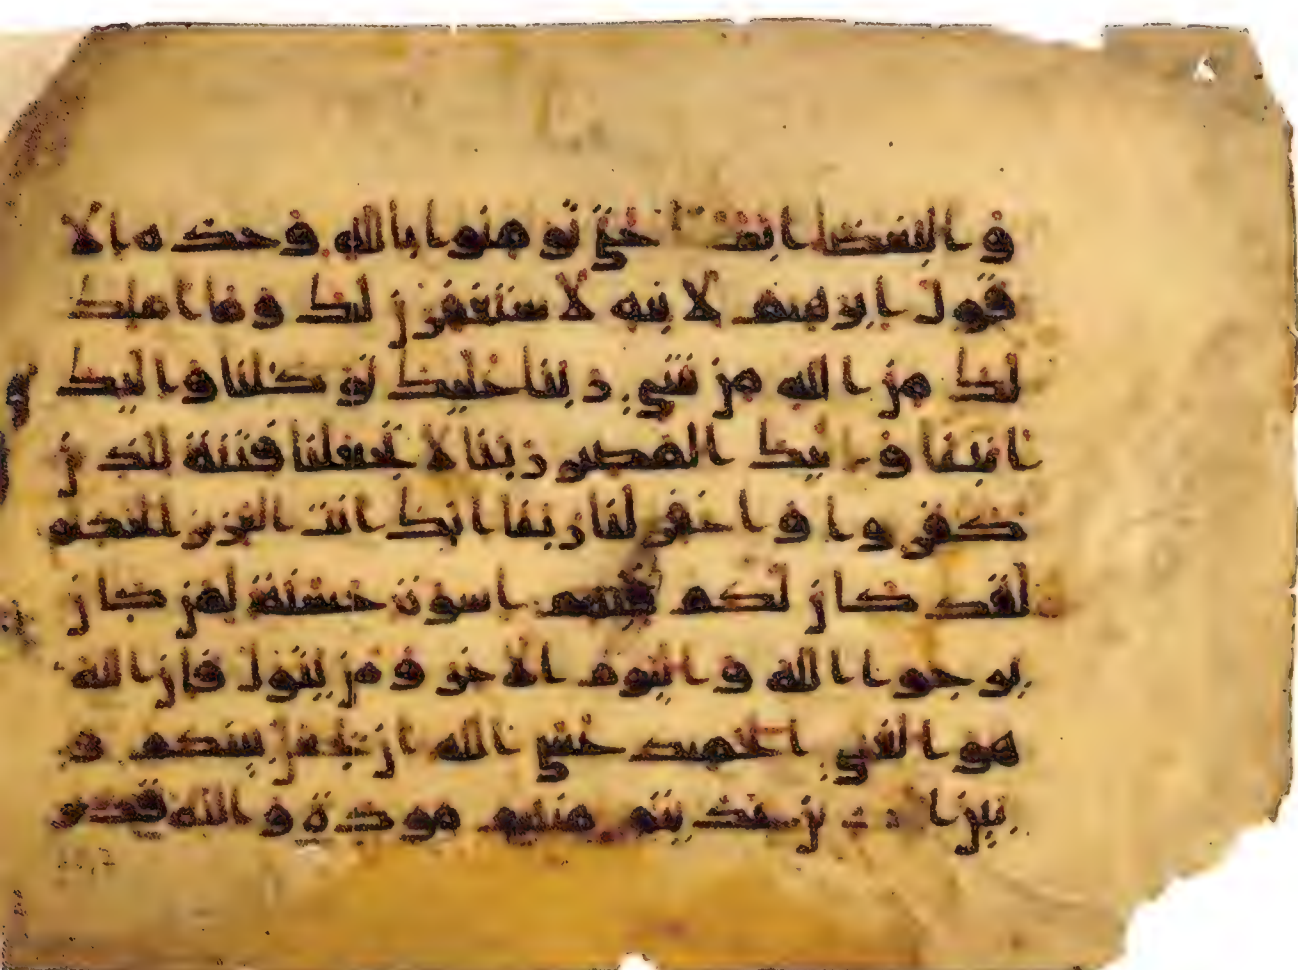 والبغضا ابدا حتى تومنوا بالله وحده الا
قول ابرهيم لابيه لاستغفرن لك وما املك
لك من الله من شي ربنا عليك توكلنا واليك
انبنا واليك المصير ربنا لا تجعلنا فتنة للذين
كفروا واغفر لنا ربنا انك انت العزيز الحكيم
لقد كان لكم فيهم اسوة حسنة لمن كان
يرجوا الله واليوم الاخر ومن يتول فان الله
هو الغني الحميد عسى الله ان يجعل بينكم و
بين الذين عاديتم منهم مودة والله قدير